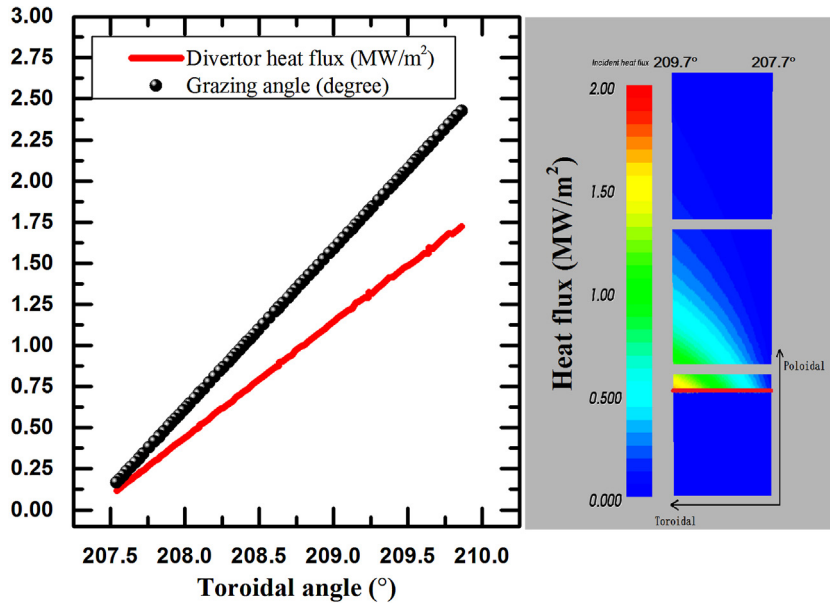 3.00
2.75
2.50
2.25
2.00
1.75
1.50
1.25
1.00
0.75
0.50
0.25
0.00
Divertor heat flux (MW/m²)
Grazing angle (degree)
207.5 208.0 208.5 209.0 209.5 210.0
Toroidal angle (°)
Heat flux (MW/m²)
Incident heat flux
2.00
1.50
1.00
0.500
0.000
209.7° 207.7°
Poloidal
Toroidal